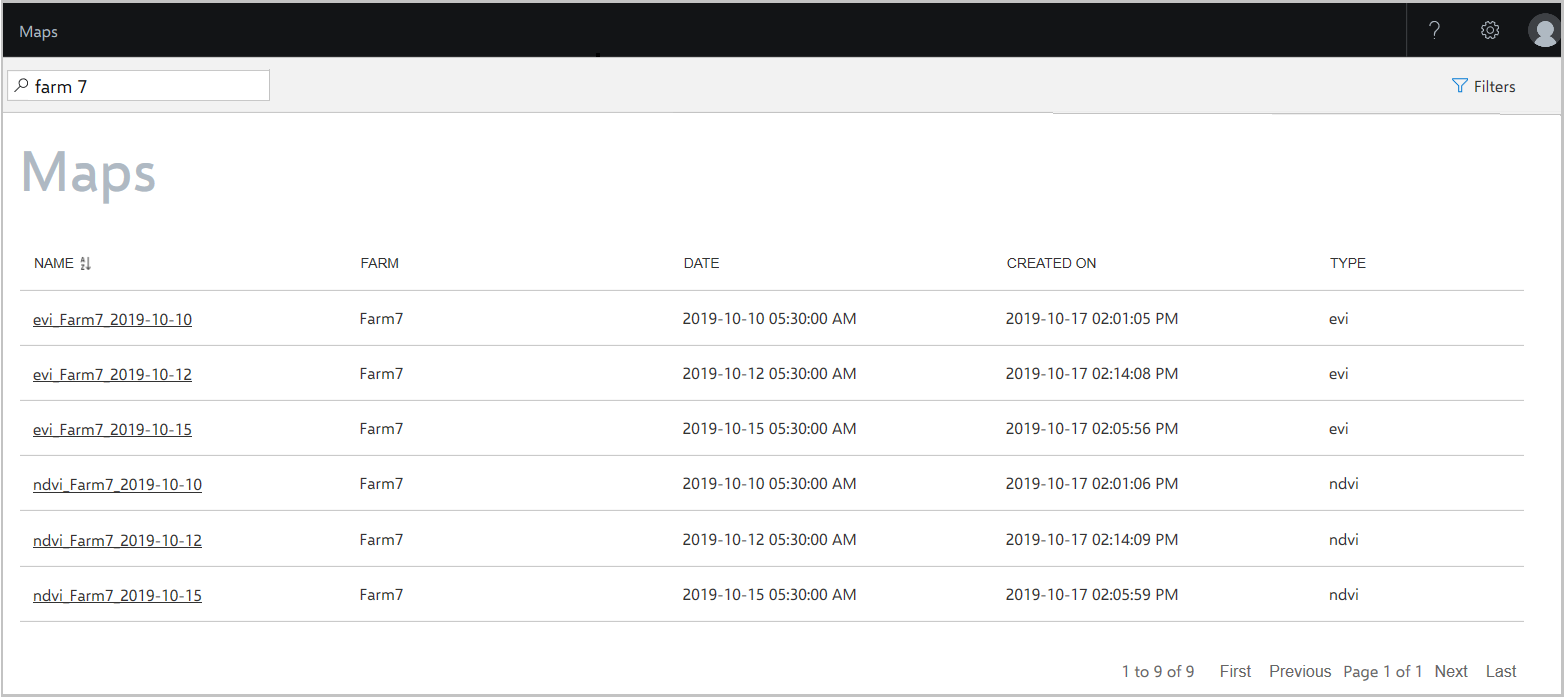 Maps
?
farm 7
Filters
Maps
NAME FARM DATE CREATED ON TYPE
evi_Farm7_2019-10-10 Farm7 2019-10-10 05:30:00 AM 2019-10-17 02:01:05 PM evi
evi_Farm7_2019-10-12 Farm7 2019-10-12 05:30:00 AM 2019-10-17 02:14:08 PM evi
evi_Farm7_2019-10-15 Farm7 2019-10-15 05:30:00 AM 2019-10-17 02:05:56 PM evi
ndvi_Farm7_2019-10-10 Farm7 2019-10-10 05:30:00 AM 2019-10-17 02:01:06 PM ndvi
ndvi_Farm7_2019-10-12 Farm7 2019-10-12 05:30:00 AM 2019-10-17 02:14:09 PM ndvi
ndvi_Farm7_2019-10-15 Farm7 2019-10-15 05:30:00 AM 2019-10-17 02:05:59 PM ndvi
1 to 9 of 9 First Previous Page 1 of 1 Next Last